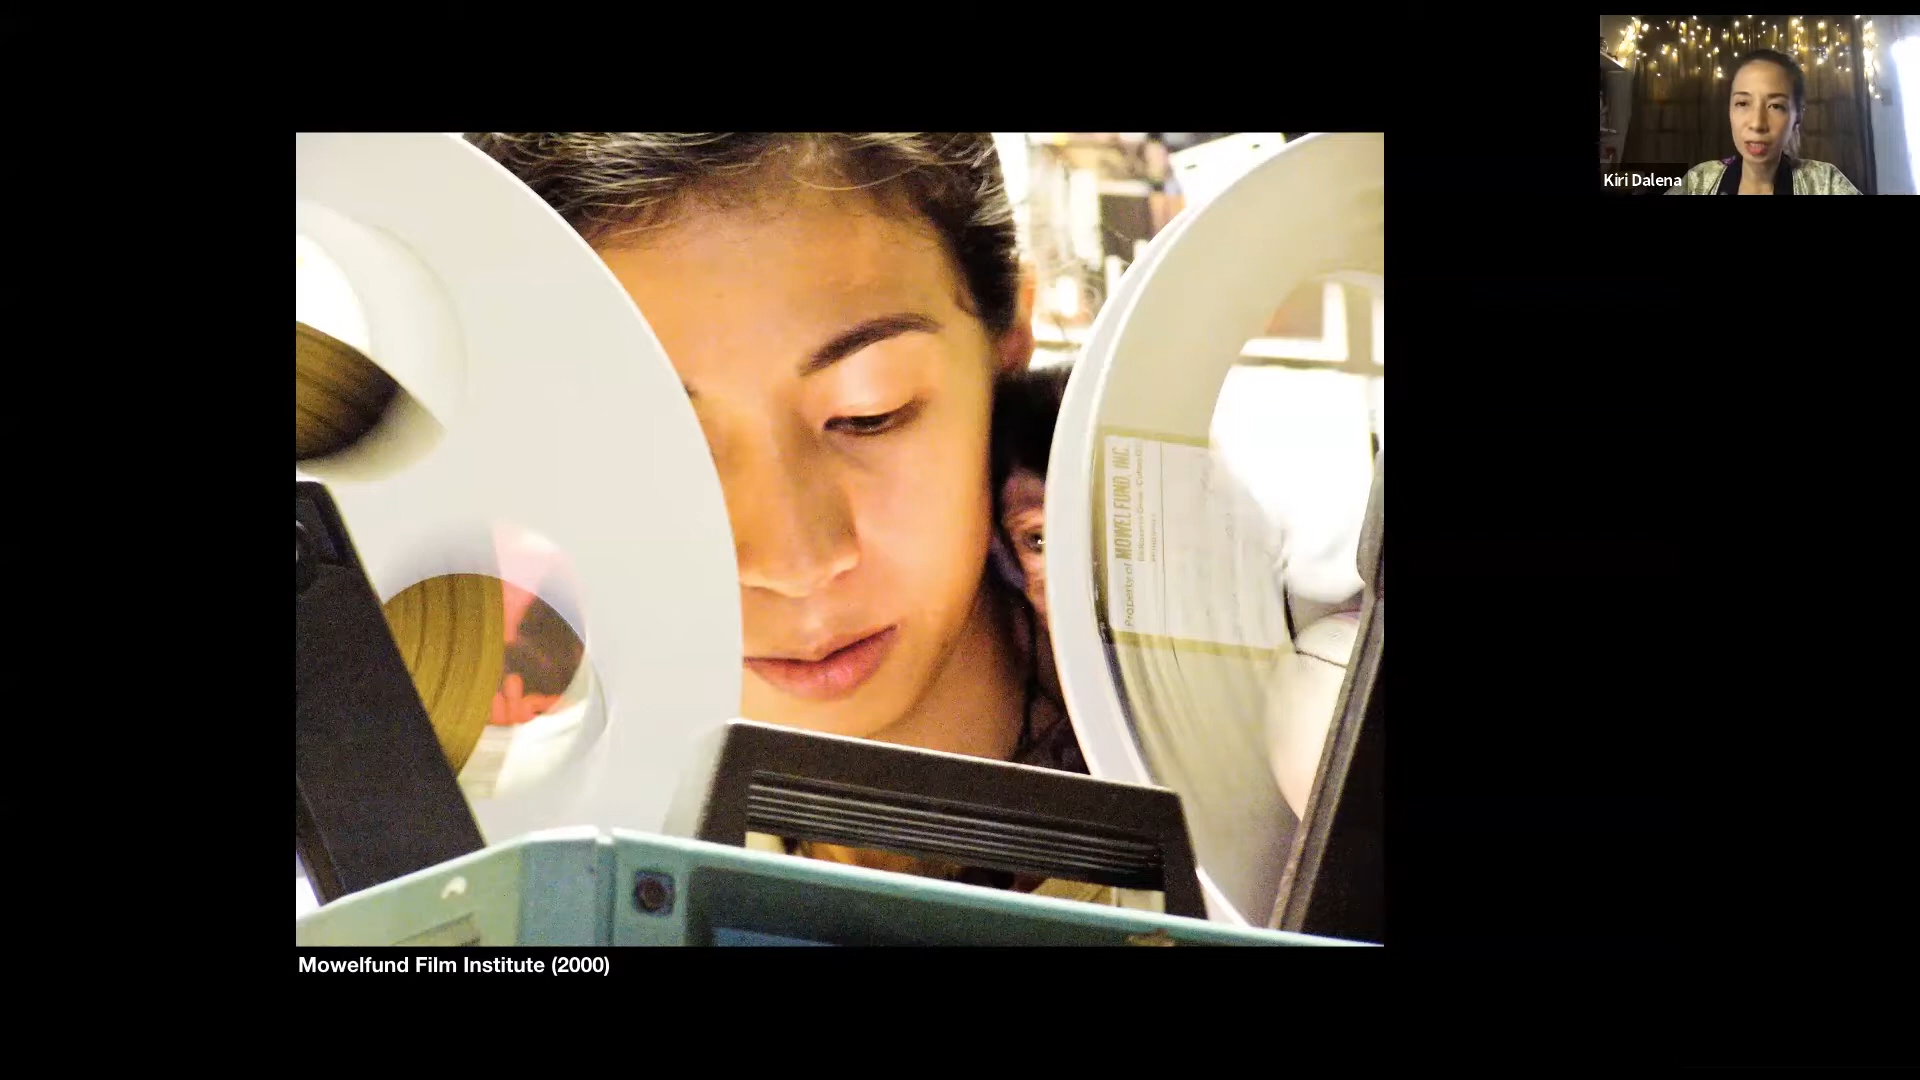 Kiri Dalena
Property of MOWELFUND, INC.
Mowelfund Film Institute (2000)